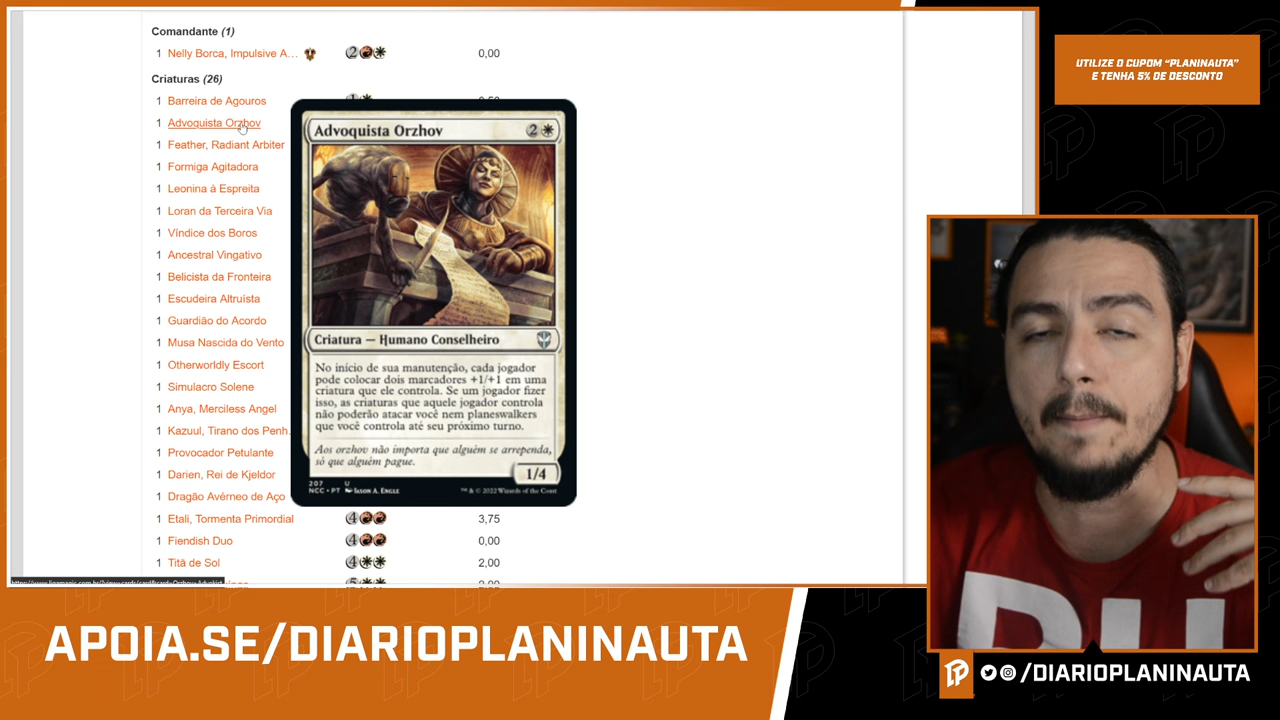 Comandante (1)
1 Nelly Borca, Impulsive A... 2 0,00
Criaturas (26)
1 Barreira de Agouros
1 Advoquista Orzhov
1 Feather, Radiant Arbiter
1 Formiga Agitadora
1 Leonina à Espreita
1 Loran da Terceira Via
1 Víndice dos Boros
1 Ancestral Vingativo
1 Belicista da Fronteira
1 Escudeira Altruísta
1 Guardião do Acordo
1 Musa Nascida do Vento
1 Otherworldly Escort
1 Simulacro Solene
1 Anya, Merciless Angel
1 Kazuul, Tirano dos Penh.
1 Provocador Petulante
1 Darien, Rei de Kjeldor
1 Dragão Avérneo de Aço
1 Etali, Tormenta Primordial 4 3,75
1 Fiendish Duo 4 0,00
1 Titã de Sol 4 2,00
Advoquista Orzhov 2
Criatura — Humano Conselheiro
No início de sua manutenção, cada jogador
pode colocar dois marcadores +1/+1 em uma
criatura que ele controla. Se um jogador fizer
isso, as criaturas que aquele jogador controla
não poderão atacar você nem planeswalkers
que você controla até seu próximo turno.
Aos orzhov não importa que alguém se arrependa,
só que alguém pague.
1/4
207 U
NCC • PT Jason A. Engle
™ & © 2022 Wizards of the Coast
UTILIZE O CUPOM “PLANINAUTA”
E TENHA 5% DE DESCONTO
APOIA.SE/DIARIOPLANINAUTA
/DIARIOPLANINAUTA